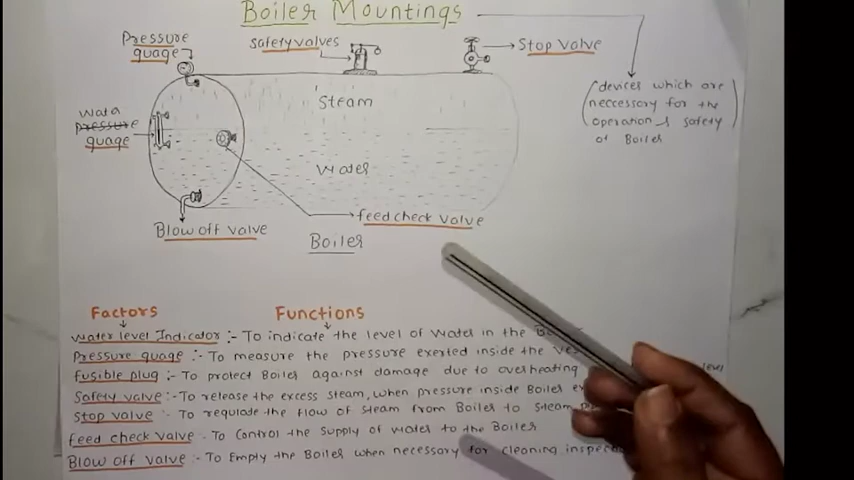 Boiler Mountings
Pressure
guage
safety valves
Stop Valve
(devices which are
neccessary for the
operation & safety
of Boiler)
Steam
Wata
pressure
guage
Water
feed check valve
Blow off valve
Boiler
Factors
Functions
Water level Indicator :- To indicate the level of Water in the
Pressure guage :- To measure the pressure exerted inside the
fusible plug :- To protect Boiler against damage due to overheating level
Safety valve :- To release the excess steam, when pressure inside Boiler
Stop valve :- To regulade the flow of steam from Boiler to steam
feed check valve :- To Control the supply of water to the Boiler
Blow off valve :- To Empty the Boiler when necessary for cleoning